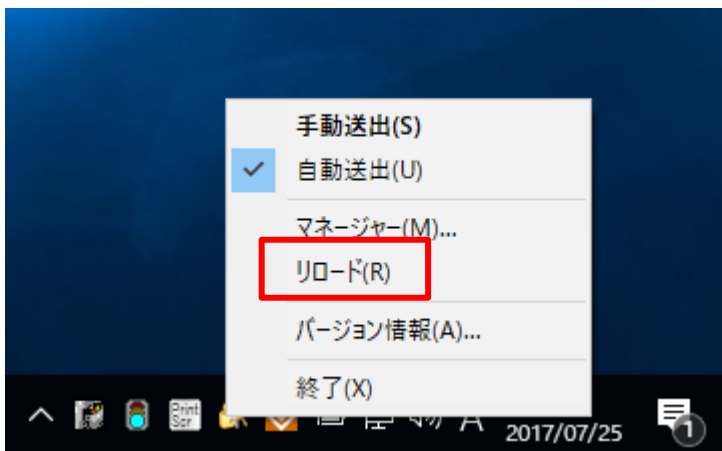 手動送出(S)
自動送出(U)
マネージャー(M)...
リロード(R)
バージョン情報(A)...
終了(X)
Print
Scr
A
2017/07/25
1